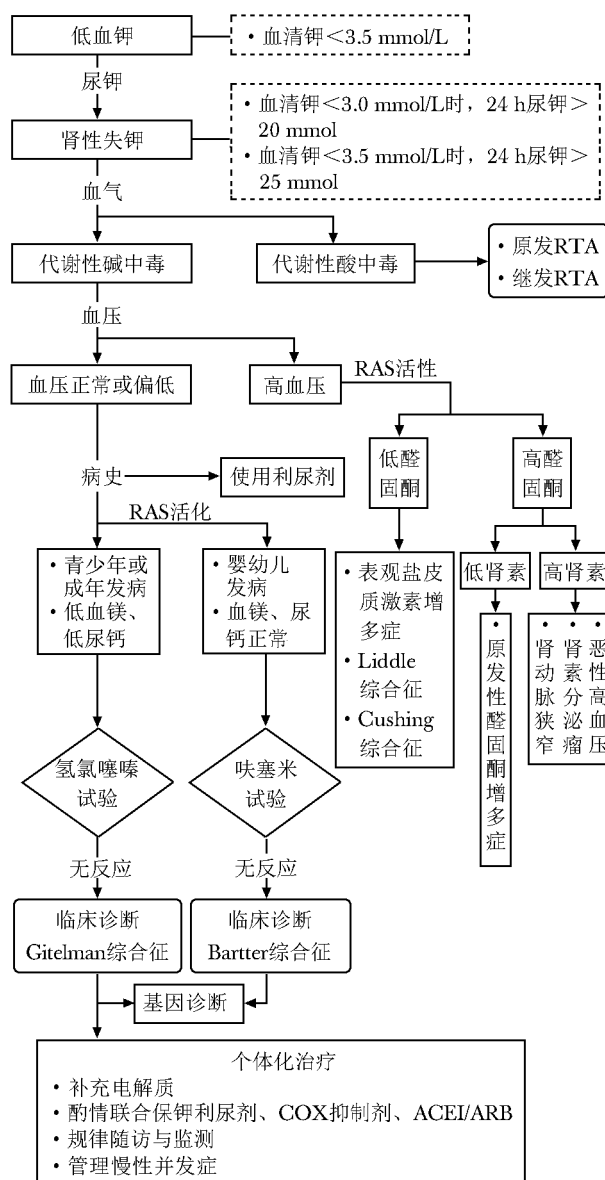 低血钾
• 血清钾＜3.5 mmol/L
尿钾
• 血清钾＜3.0 mmol/L时，24 h尿钾＞
20 mmol
• 血清钾＜3.5 mmol/L时，24 h尿钾＞
25 mmol
肾性失钾
血气
代谢性碱中毒
代谢性酸中毒
• 原发RTA
• 继发RTA
血压
血压正常或偏低
高血压
RAS活性
低醛
固酮
高醛
固酮
病史
使用利尿剂
RAS活化
• 青少年或
成年发病
• 低血镁、
低尿钙
• 婴幼儿
发病
• 血镁、尿
钙正常
• 表观盐皮
质激素增
多症
• Liddle
综合征
• Cushing
综合征
低肾素
高肾素
• 原发性醛固酮增多症
• 肾动脉狭窄
• 肾素分泌瘤
• 恶性高血压
氢氯噻嗪
试验
呋塞米
试验
无反应
无反应
临床诊断
Gitelman综合征
临床诊断
Bartter综合征
基因诊断
个体化治疗
• 补充电解质
• 酌情联合保钾利尿剂、COX抑制剂、ACEI/ARB
• 规律随访与监测
• 管理慢性并发症